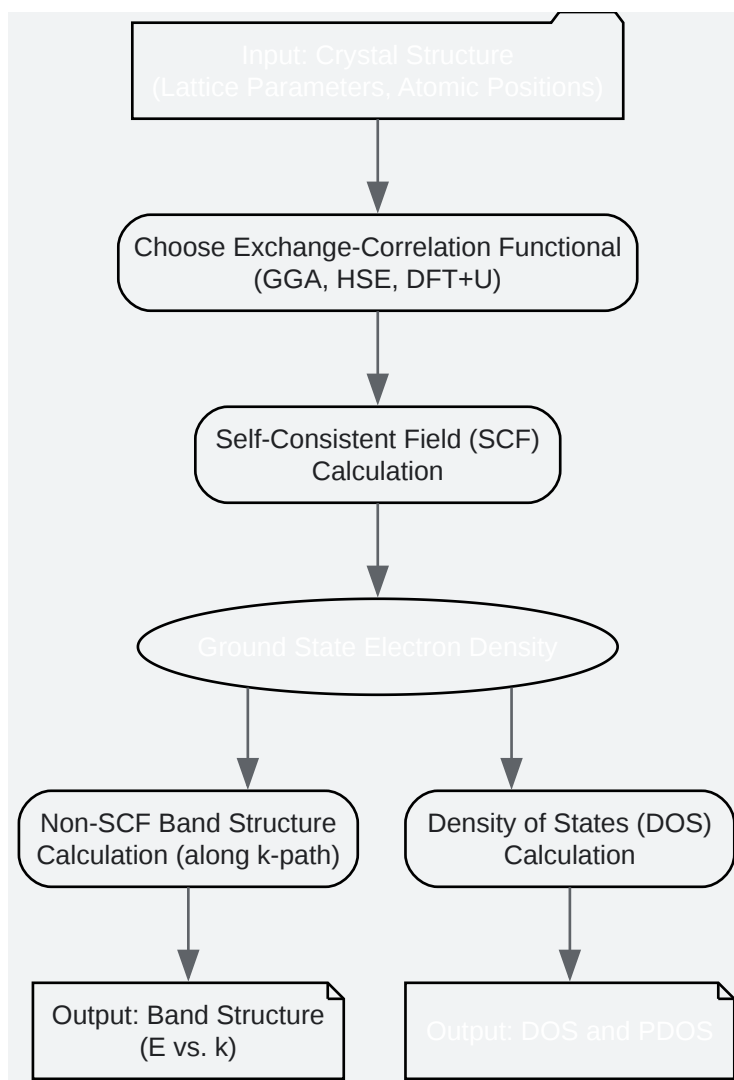 Input: Crystal Structure
(Lattice Parameters, Atomic Positions)
Choose Exchange-Correlation Functional
(GGA, HSE, DFT+U)
Self-Consistent Field (SCF)
Calculation
Ground State Electron Density
Non-SCF Band Structure
Calculation (along k-path)
Density of States (DOS)
Calculation
Output: Band Structure
(E vs. k)
Output: DOS and PDOS